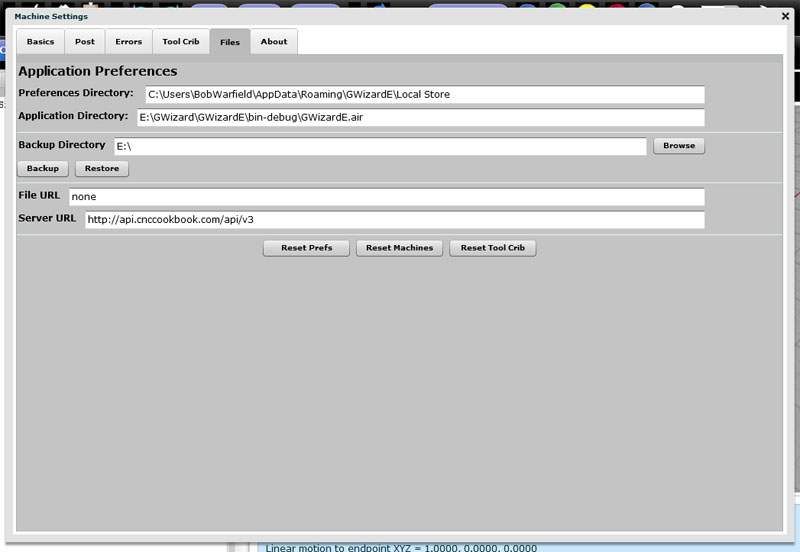 Machine Settings
Basics Post Errors Tool Crib Files About
Application Preferences
Preferences Directory: C:\Users\BobWarfield\AppData\Roaming\GWizardE\Local Store
Application Directory: E:\GWizard\GWizardE\bin-debug\GWizardE.air
Backup Directory E:\ Browse
Backup Restore
File URL none
Server URL http://api.cnccookbook.com/api/v3
Reset Prefs Reset Machines Reset Tool Crib
Linear motion to endpoint XYZ = 1.0000, 0.0000, 0.0000